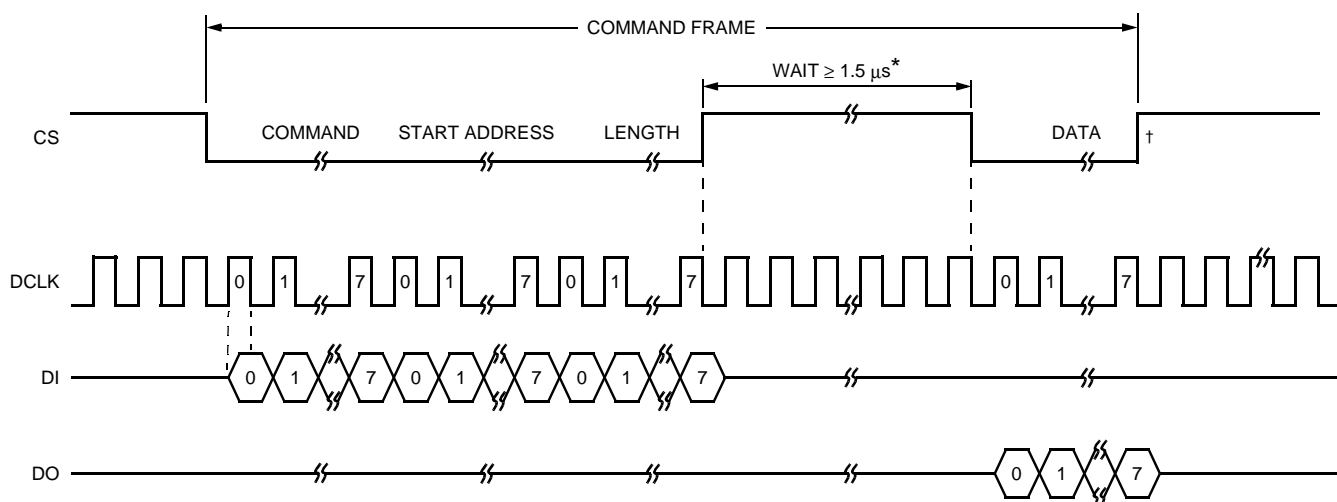 COMMAND FRAME
WAIT ≥ 1.5 μs*
CS COMMAND START ADDRESS LENGTH DATA †
DCLK 0 1 7 0 1 7 0 1 7 0 1 7
DI 0 1 7 0 1 7 0 1 7
DO 0 1 7